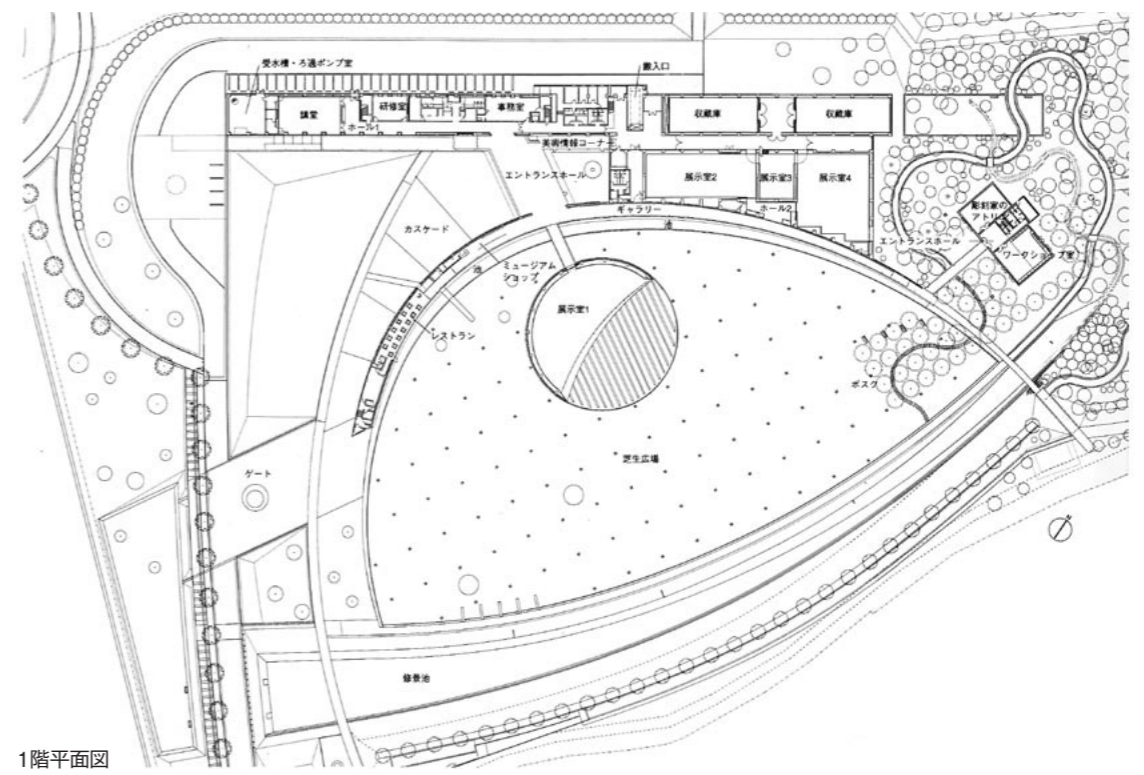 受水槽・ろ過ポンプ室
搬入口
講堂
研修室
事務室
収蔵庫
収蔵庫
ホール1
美術情報コーナー
エントランスホール
展示室2
展示室3
展示室4
カスケード
ギャラリー
ホール2
池
彫刻家の
アトリエ
エントランスホール
ワークショップ室
池
ミュージアム
ショップ
展示室1
レストラン
ボスク
芝生広場
ゲート
修景池
1階平面図